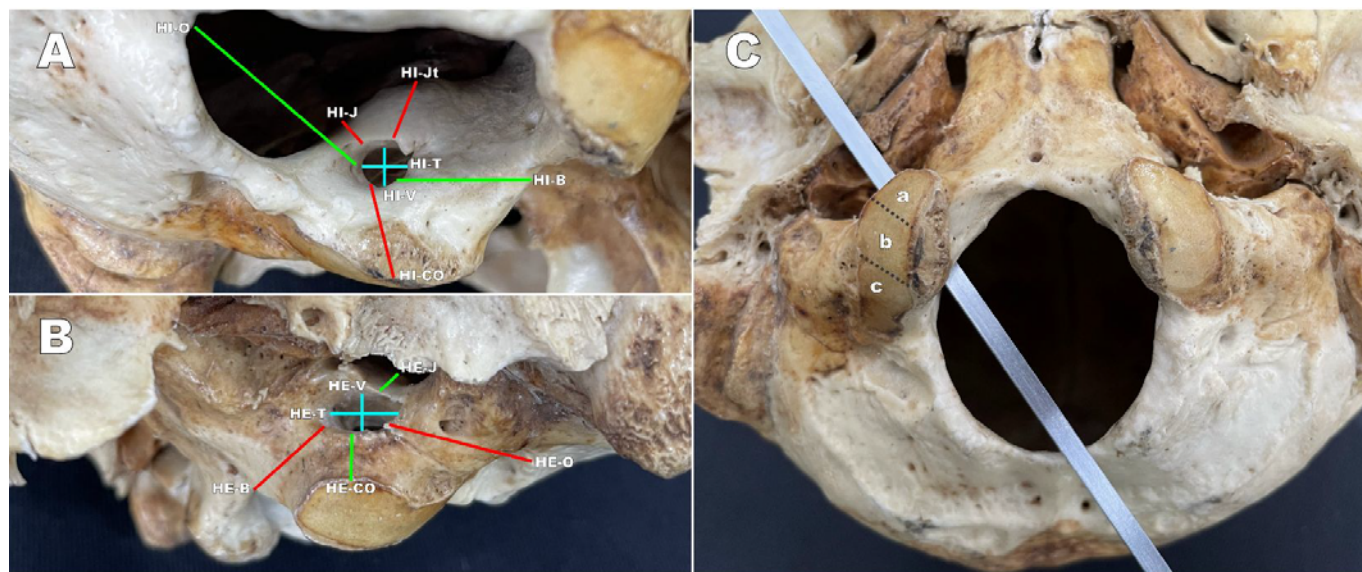 A
HI-O
HI-Jt
HI-J
HI-T
HI-V
HI-B
HI-CO
B
HE-J
HE-V
HE-T
HE-O
HE-B
HE-CO
C
a
b
c